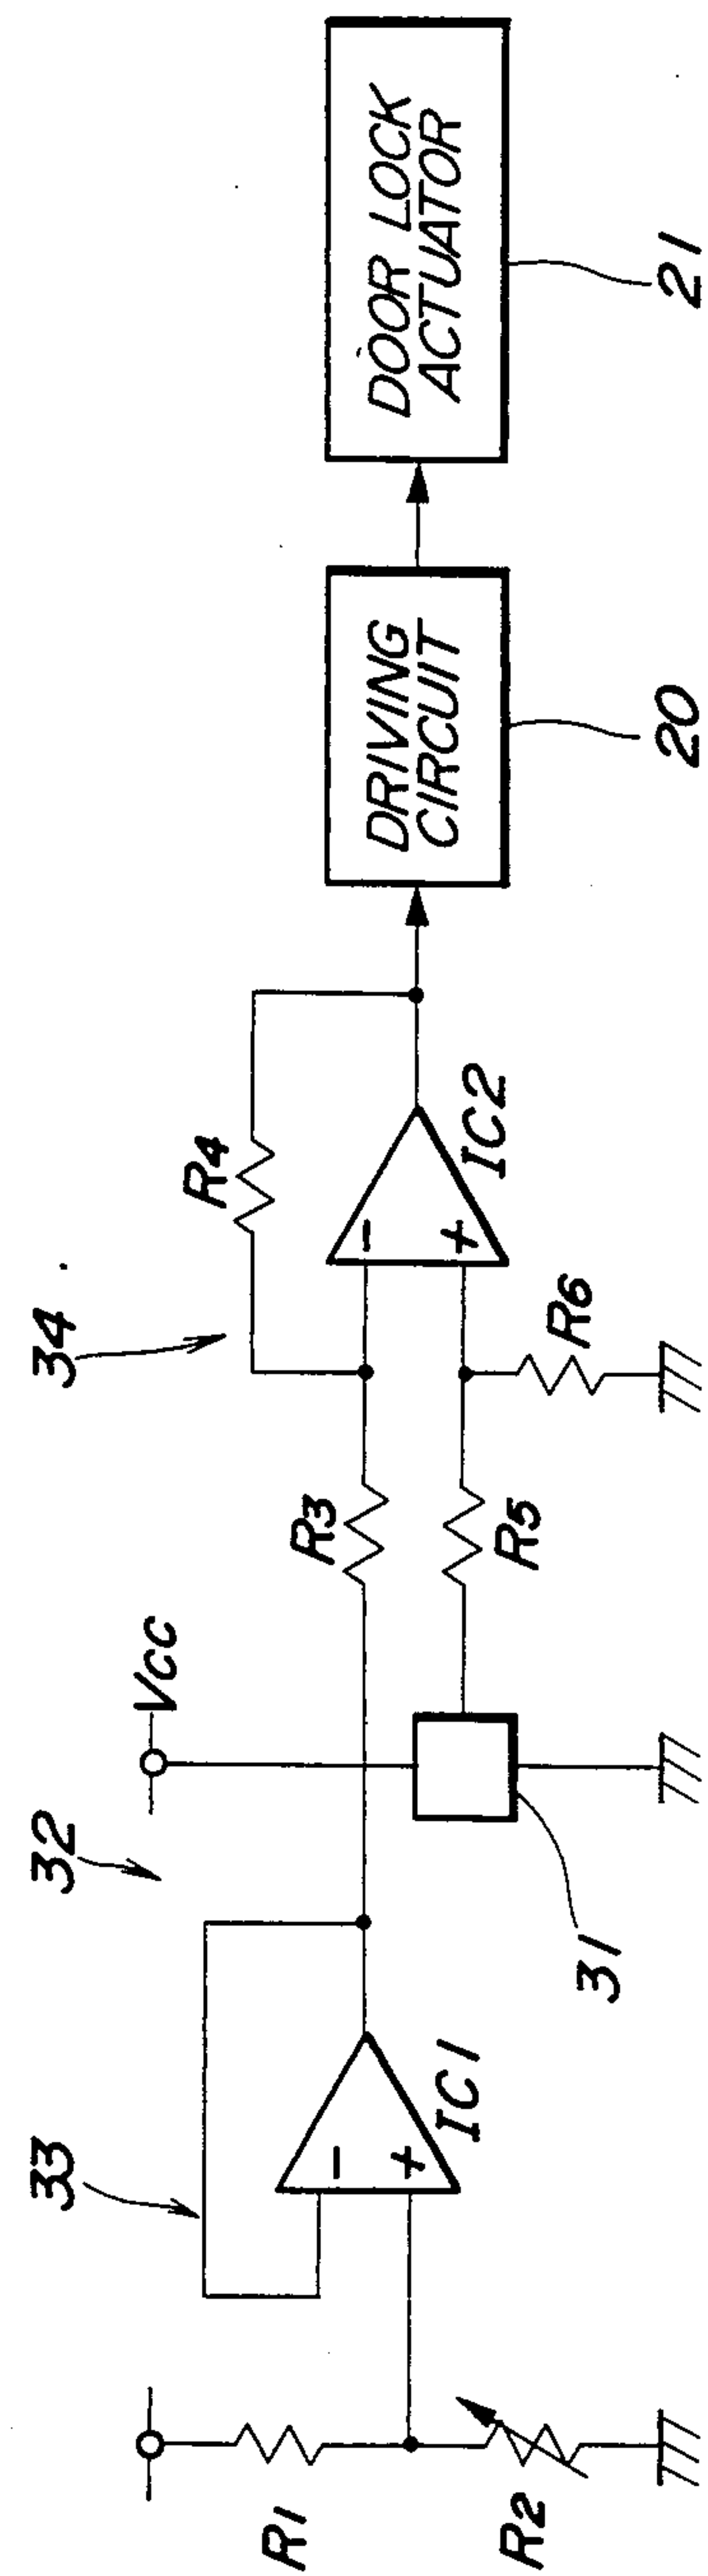 R1
R2
33
IC1
32
31
Vcc
R3
R5
34
R4
R6
IC2
-
+
-
+
DRIVING
CIRCUIT
20
DOOR LOCK
ACTUATOR
21